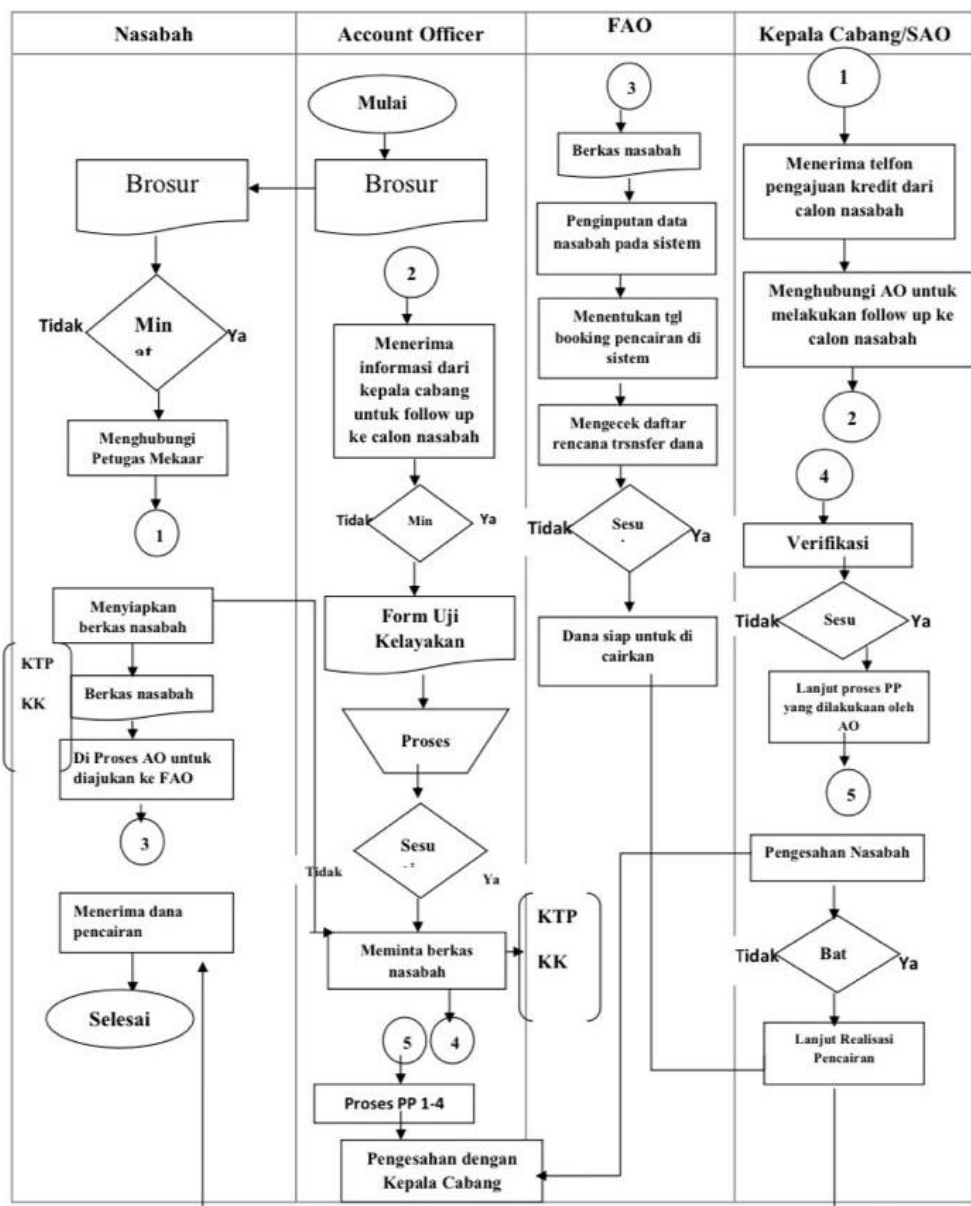 Nasabah
Account Officer
FAO
Kepala Cabang/SAO
Brosur
Tidak
Min
Ya
Menghubungi
Petugas Mekaar
1
Menyiapkan
berkas nasabah
KTP
KK
Berkas nasabah
Di Proses AO untuk
diajukan ke FAO
3
Menerima dana
pencairan
Selesai
Mulai
Brosur
2
Menerima
informasi dari
kepala cabang
untuk follow up
ke calon nasabah
Tidak
Min
Ya
Form Uji
Kelayakan
Proses
Sesu
Tidak
Ya
Meminta berkas
nasabah
KTP
KK
5
4
Proses PP 1-4
Pengesahan dengan
Kepala Cabang
3
Berkas nasabah
Penginputan data
nasabah pada sistem
Menentukan tgl
booking pencairan di
sistem
Mengecek daftar
rencana trsnsfer dana
Tidak
Sesu
Ya
Dana siap untuk di
cairkan
1
Menerima telfon
pengajuan kredit dari
calon nasabah
Menghubungi AO untuk
melakukan follow up ke
calon nasabah
2
4
Verifikasi
Tidak
Sesu
Ya
Lanjut proses PP
yang dilakukaan oleh
AO
5
Pengesahan Nasabah
Tidak
Bat
Ya
Lanjut Realisasi
Pencairan